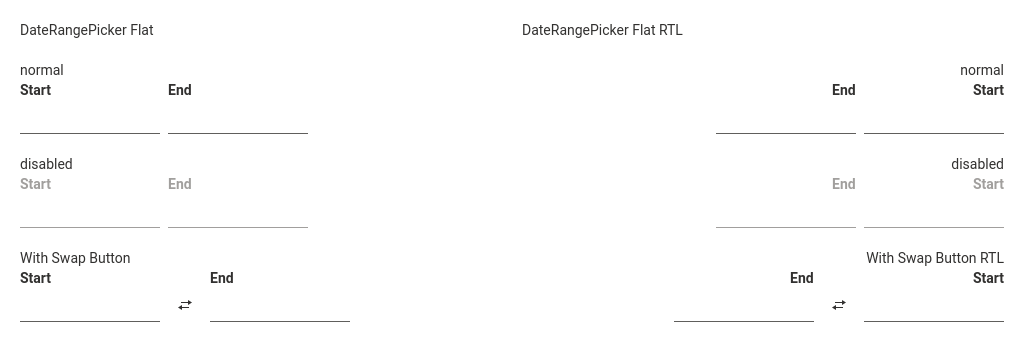 DateRangePicker Flat
normal
Start End
disabled
Start End
With Swap Button
Start End
DateRangePicker Flat RTL
normal
End Start
disabled
End Start
With Swap Button RTL
End Start